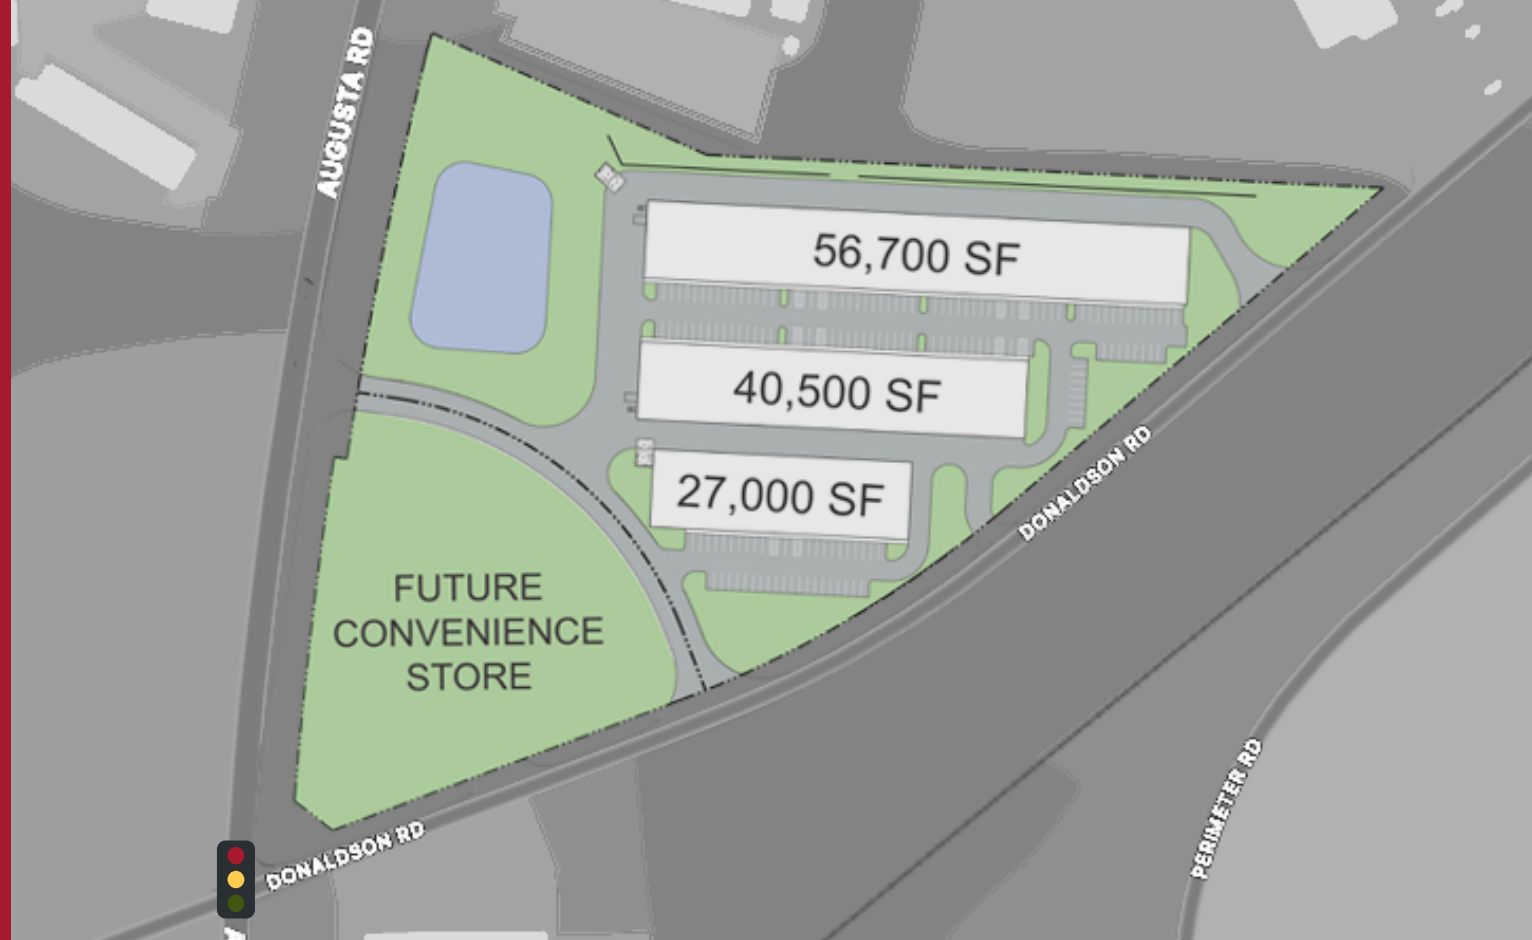 AUGUSTA RD
56,700 SF
40,500 SF
27,000 SF
DONALDSON RD
FUTURE
CONVENIENCE
STORE
PERIMETER RD
DONALDSON RD
A